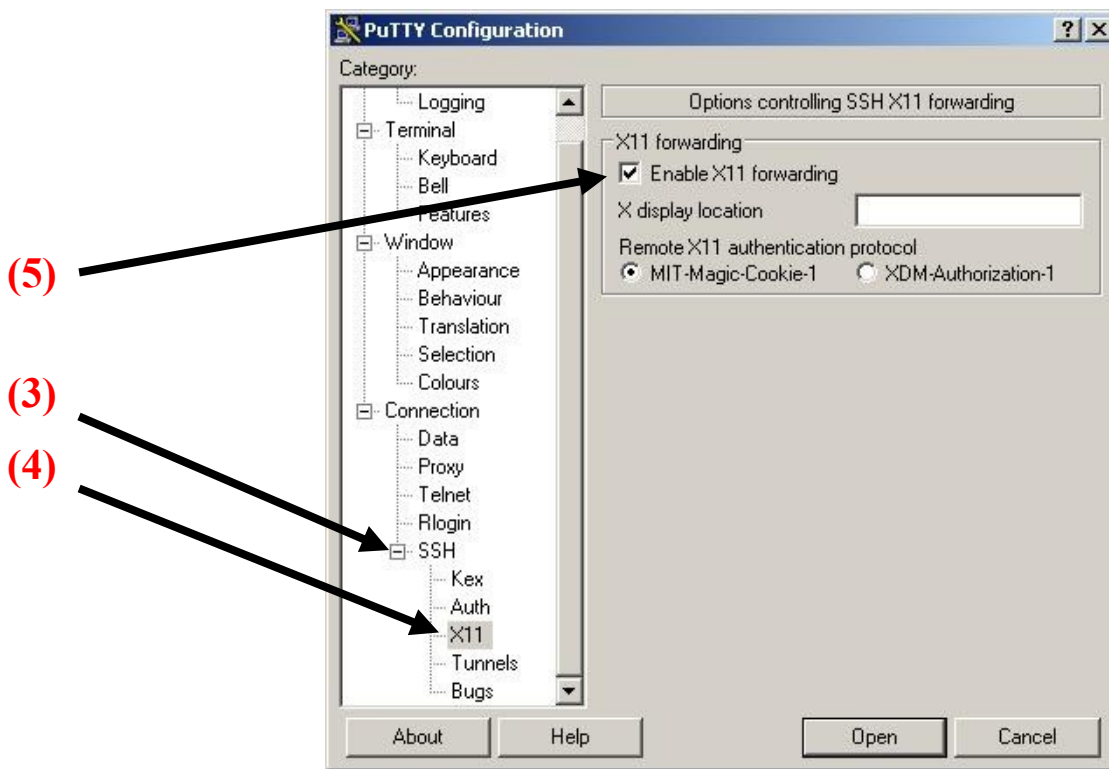 PuTTY Configuration
Category:
Logging
Terminal
Keyboard
Bell
Features
Window
Appearance
Behaviour
Translation
Selection
Colours
Connection
Data
Proxy
Telnet
Rlogin
SSH
Kex
Auth
X11
Tunnels
Bugs
Options controlling SSH X11 forwarding
X11 forwarding
Enable X11 forwarding
X display location
Remote X11 authentication protocol
MIT-Magic-Cookie-1 XDM-Authorization-1
About Help Open Cancel
(5)
(3)
(4)